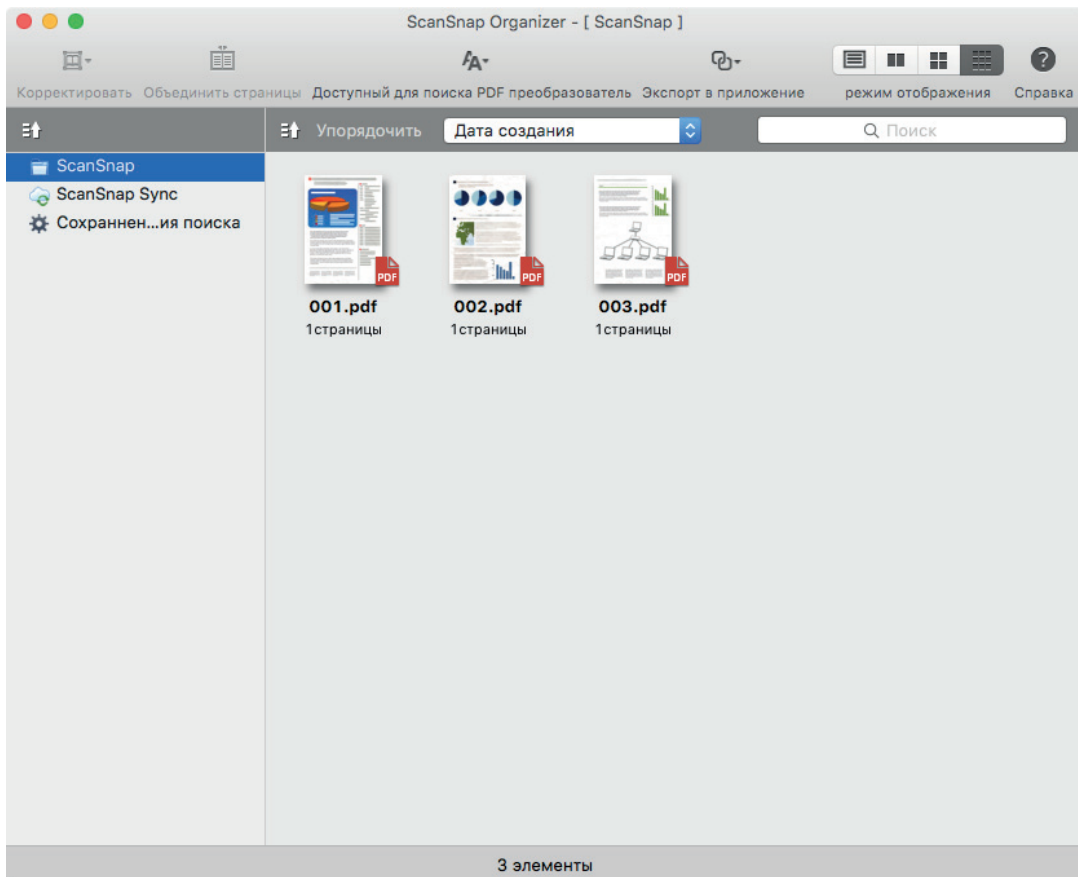 ScanSnap Organizer - [ ScanSnap ]
Корректировать Объединить страницы Доступный для поиска PDF преобразователь Экспорт в приложение режим отображения Справка
Упорядочить Дата создания Поиск
ScanSnap
ScanSnap Sync
Сохраннен...ия поиска
PDF PDF PDF
001.pdf 002.pdf 003.pdf
1страницы 1страницы 1страницы
3 элементы